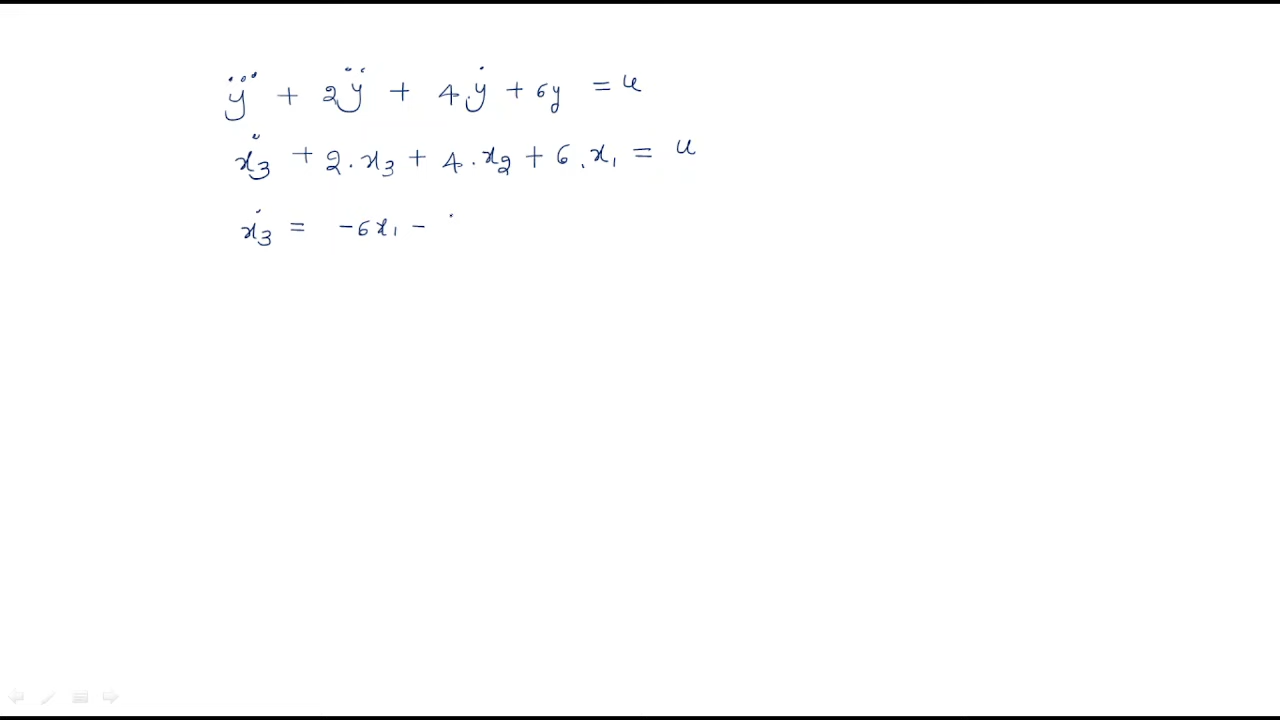 y⃛ + 2ÿ + 4ẏ + 6y = u
ẋ₃ + 2.x₃ + 4.x₂ + 6.x₁ = u
ẋ₃ = -6x₁ -